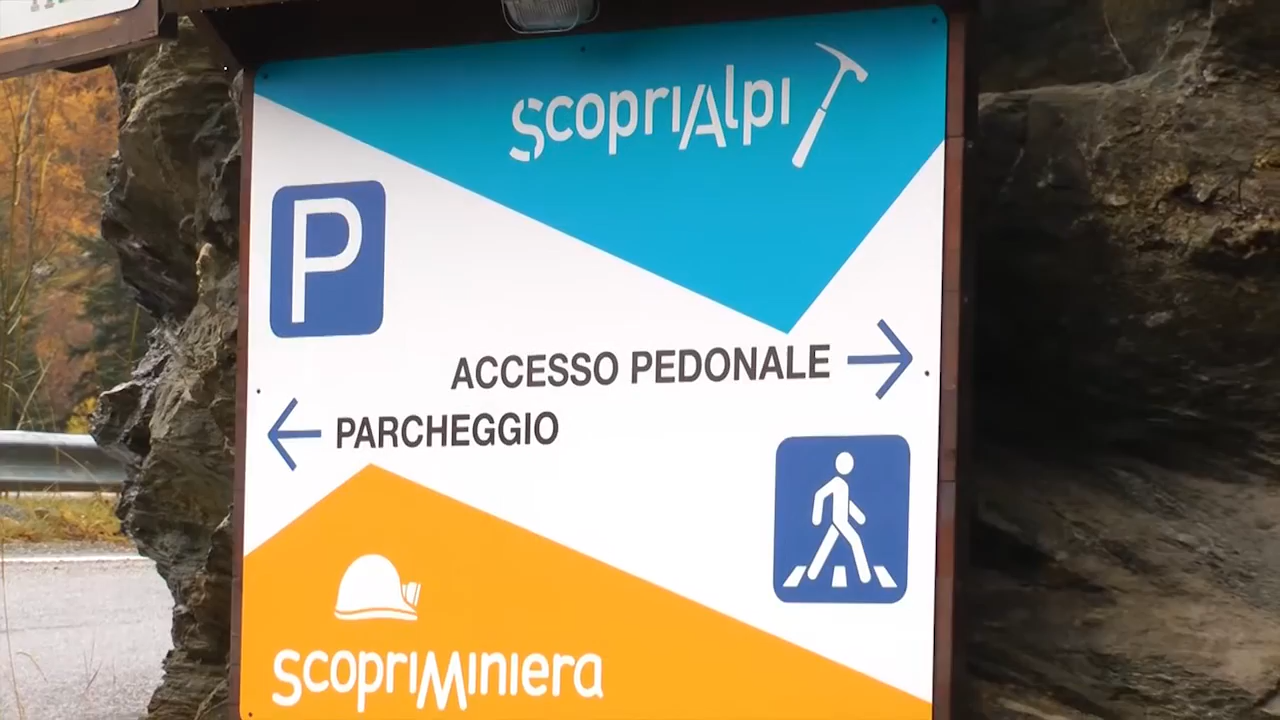 ScopriAlpi
P
ACCESSO PEDONALE
PARCHEGGIO
ScopriMiniera